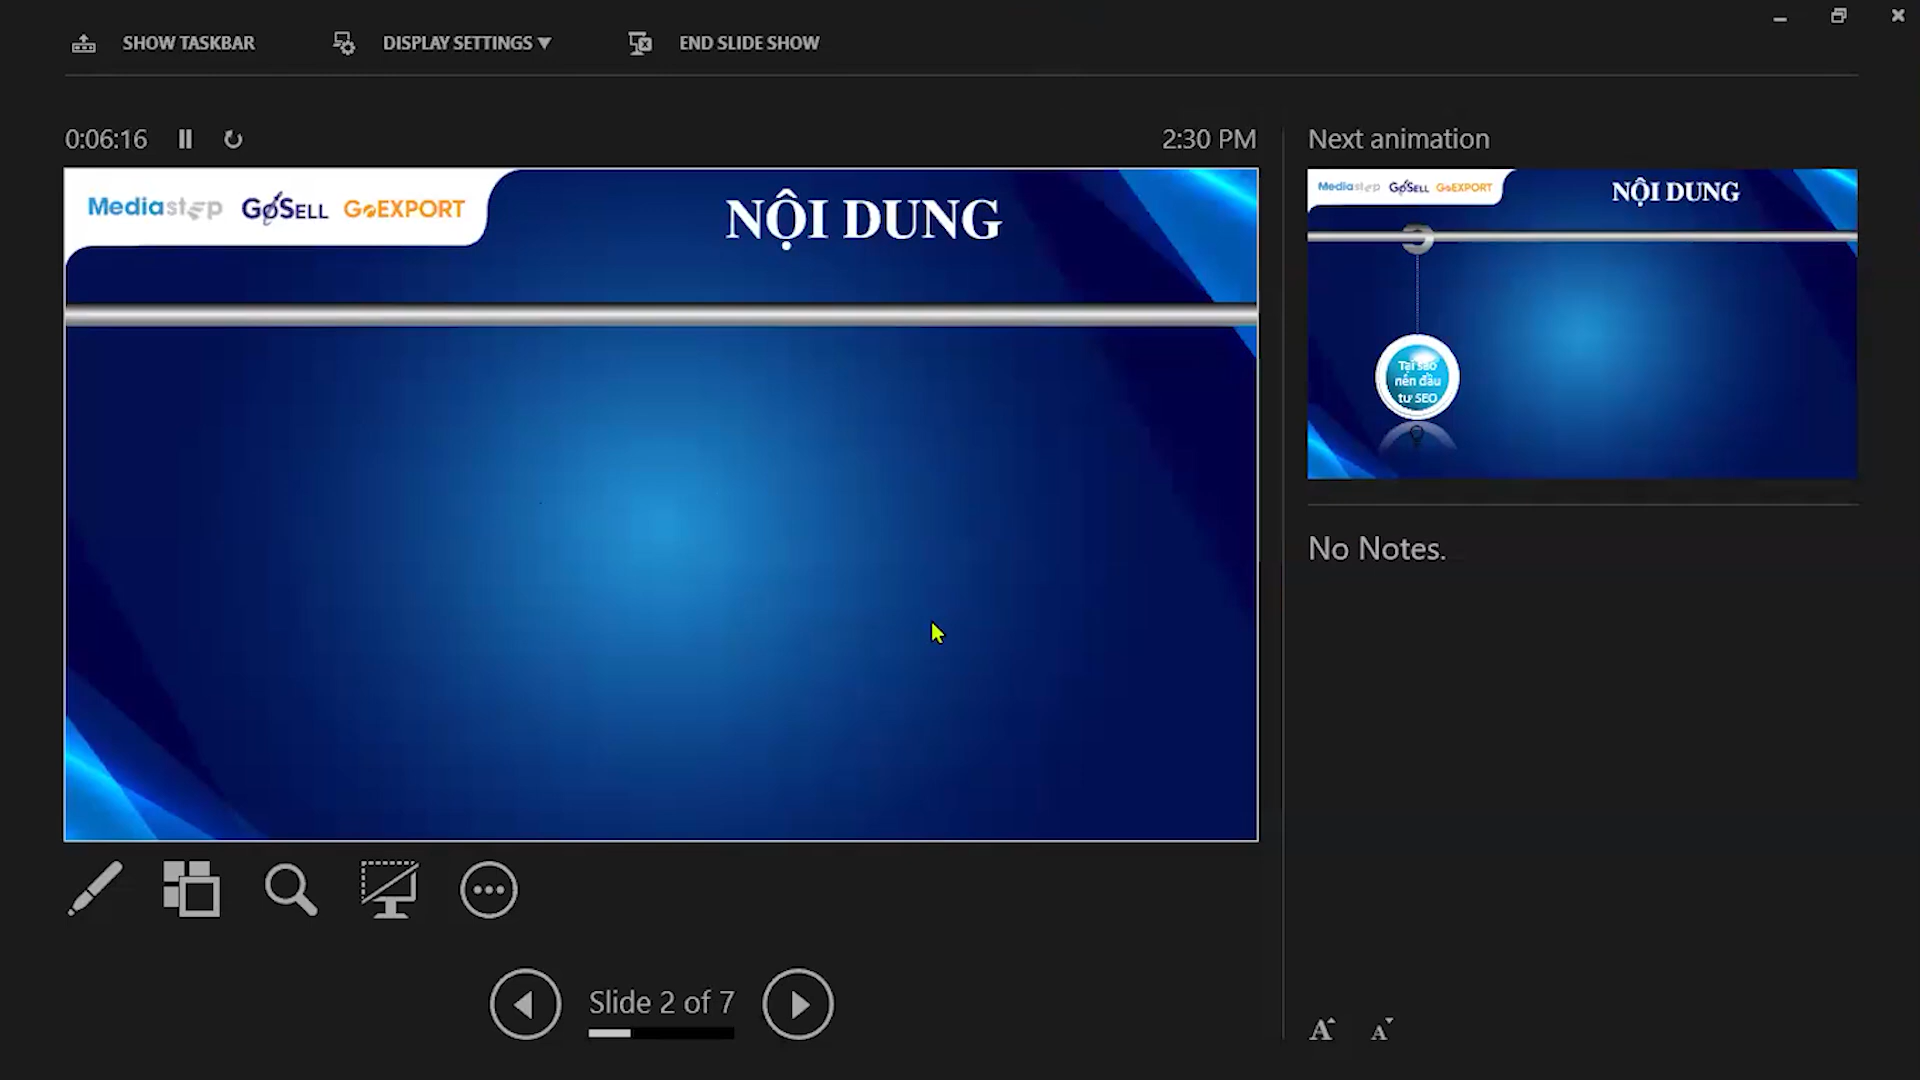 SHOW TASKBAR
DISPLAY SETTINGS
END SLIDE SHOW
0:06:16
2:30 PM
Mediastep GoSELL GoEXPORT
NỘI DUNG
Next animation
Mediastep GoSELL GoEXPORT
NỘI DUNG
Tại sao
nên đầu
tư SEO
No Notes.
Slide 2 of 7
A A